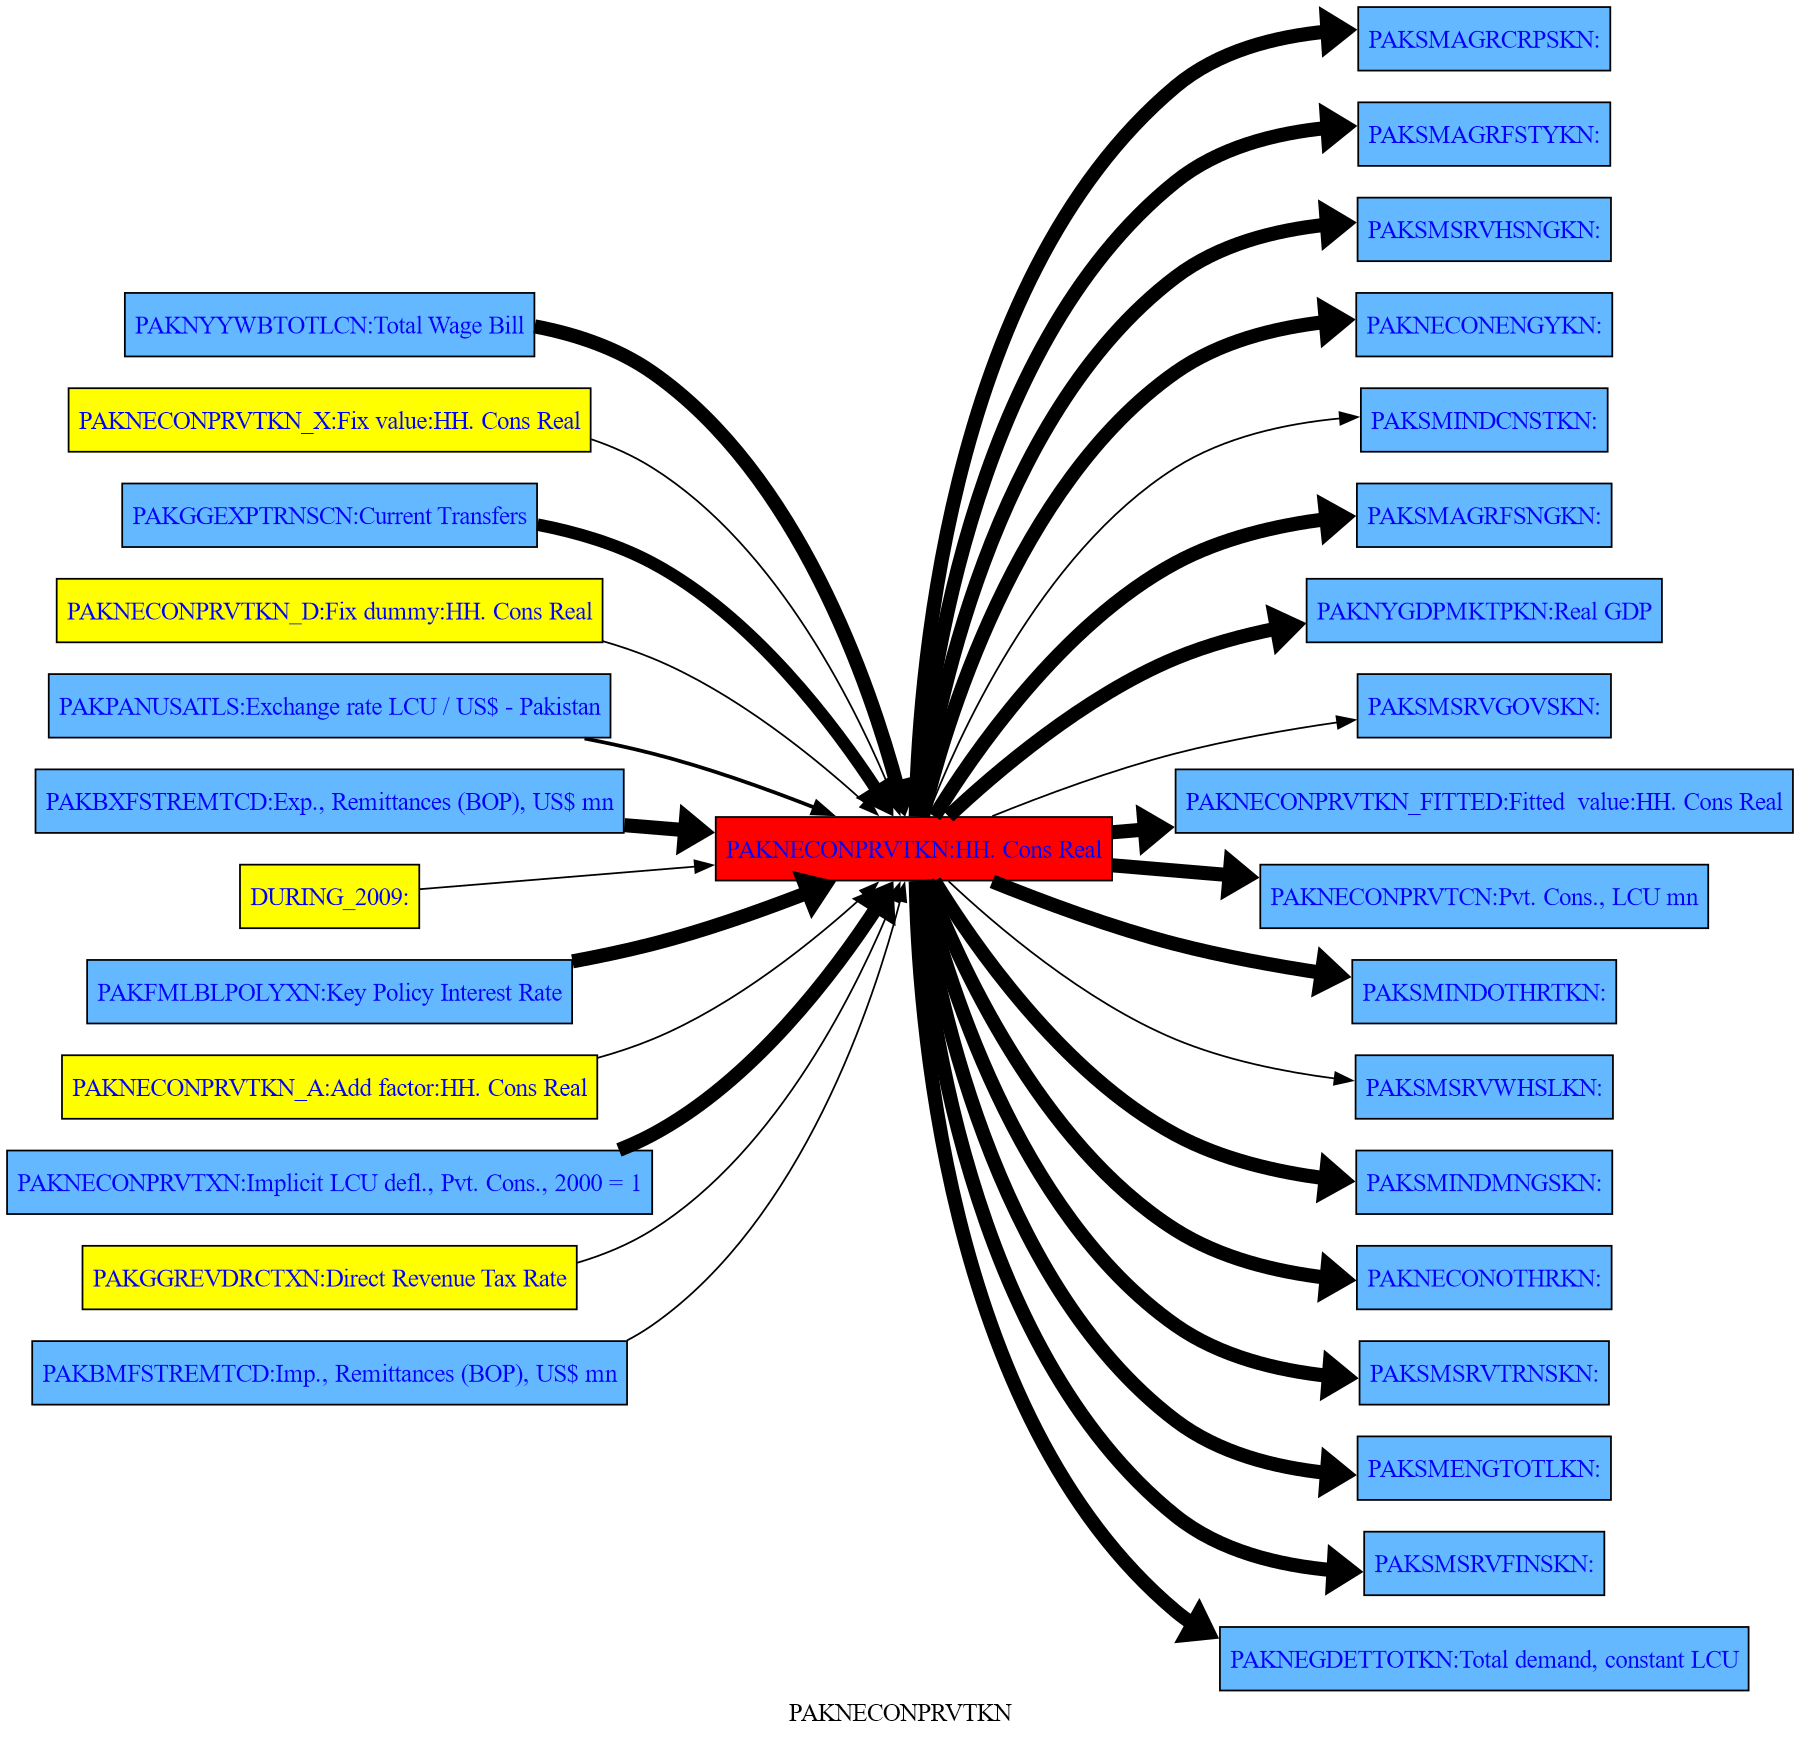 PAKNYYWBTOTLCN:Total Wage Bill
PAKNECONPRVTKN_X:Fix value:HH. Cons Real
PAKGGEXPTRNSCN:Current Transfers
PAKNECONPRVTKN_D:Fix dummy:HH. Cons Real
PAKPANUSATLS:Exchange rate LCU / US$ - Pakistan
PAKBXFSTREMTCD:Exp., Remittances (BOP), US$ mn
DURING_2009:
PAKFMLBLPOLYXN:Key Policy Interest Rate
PAKNECONPRVTKN_A:Add factor:HH. Cons Real
PAKNECONPRVTXN:Implicit LCU defl., Pvt. Cons., 2000 = 1
PAKGGREVDRCTXN:Direct Revenue Tax Rate
PAKBMFSTREMTCD:Imp., Remittances (BOP), US$ mn
PAKNECONPRVTKN:HH. Cons Real
PAKSMAGRCRPSKN:
PAKSMAGRFSTYKN:
PAKSMSRVHSNGKN:
PAKNECONENGYKN:
PAKSMINDCNSTKN:
PAKSMAGRFSNGKN:
PAKNYGDPMKTPKN:Real GDP
PAKSMSRVGOVSKN:
PAKNECONPRVTKN_FITTED:Fitted  value:HH. Cons Real
PAKNECONPRVTCN:Pvt. Cons., LCU mn
PAKSMINDOTHRTKN:
PAKSMSRVWHSLKN:
PAKSMINDMNGSKN:
PAKNECONOTHRKN:
PAKSMSRVTRNSKN:
PAKSMENGTOTLKN:
PAKSMSRVFINSKN:
PAKNEGDETTOTKN:Total demand, constant LCU
PAKNECONPRVTKN